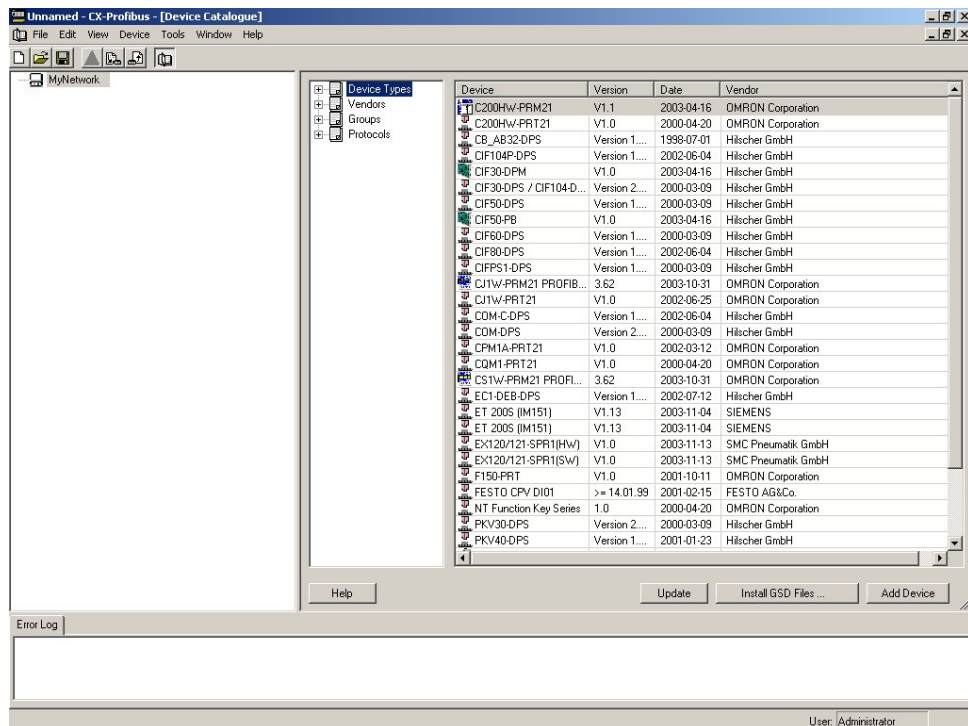 Unnamed - CX-Profibus - [Device Catalogue]
File Edit View Device Tools Window Help
MyNetwork
Device Types
Vendors
Groups
Protocols
Device Version Date Vendor
C200HW-PRM21 V1.1 2003-04-16 OMRON Corporation
C200HW-PRT21 V1.0 2000-04-20 OMRON Corporation
CB_AB32-DPS Version 1.... 1998-07-01 Hilscher GmbH
CIF104P-DPS Version 1.... 2002-06-04 Hilscher GmbH
CIF30-DPM V1.0 2003-04-16 Hilscher GmbH
CIF30-DPS / CIF104-D... Version 2.... 2000-03-09 Hilscher GmbH
CIF50-DPS Version 1.... 2000-03-09 Hilscher GmbH
CIF50-PB V1.0 2003-04-16 Hilscher GmbH
CIF60-DPS Version 1.... 2000-03-09 Hilscher GmbH
CIF80-DPS Version 1.... 2002-06-04 Hilscher GmbH
CIFPS1-DPS Version 1.... 2000-03-09 Hilscher GmbH
CJ1W-PRM21 PROFIB... 3.62 2003-10-31 OMRON Corporation
CJ1W-PRT21 V1.0 2002-06-25 OMRON Corporation
COM-C-DPS Version 1.... 2002-06-04 Hilscher GmbH
COM-DPS Version 2.... 2000-03-09 Hilscher GmbH
CPM1A-PRT21 V1.0 2002-03-12 OMRON Corporation
CQM1-PRT21 V1.0 2000-04-20 OMRON Corporation
CS1W-PRM21 PROFI... 3.62 2003-10-31 OMRON Corporation
EC1-DEB-DPS Version 1.... 2002-07-12 Hilscher GmbH
ET 200S (IM151) V1.13 2003-11-04 SIEMENS
ET 200S (IM151) V1.13 2003-11-04 SIEMENS
EX120/121-SPR1(HW) V1.0 2003-11-13 SMC Pneumatik GmbH
EX120/121-SPR1(SW) V1.0 2003-11-13 SMC Pneumatik GmbH
F150-PRT V1.0 2001-10-11 OMRON Corporation
FESTO CPV DI01 >= 14.01.99 2001-02-15 FESTO AG&Co.
NT Function Key Series 1.0 2000-04-20 OMRON Corporation
PKV30-DPS Version 2.... 2000-03-09 Hilscher GmbH
PKV40-DPS Version 1.... 2001-01-23 Hilscher GmbH
Help Update Install GSD Files ... Add Device
Error Log
User: Administrator